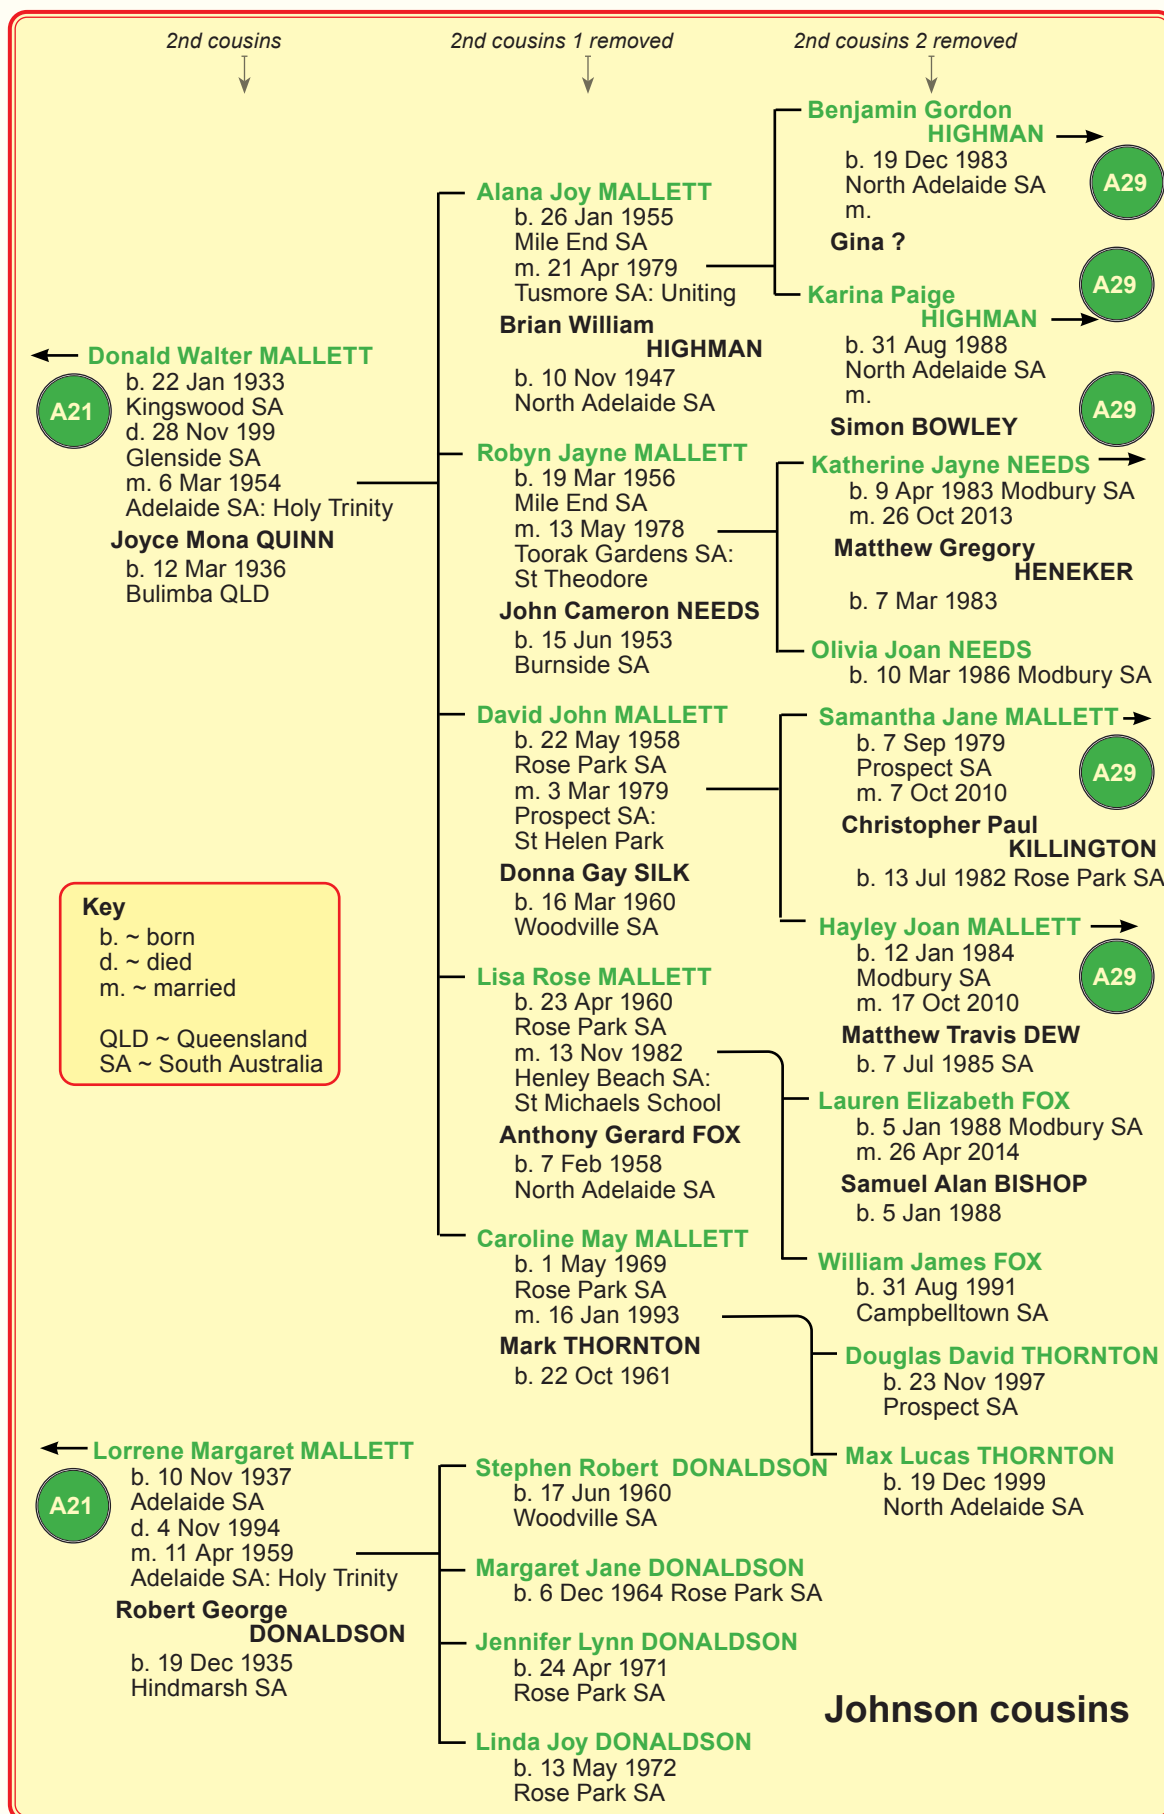 2nd cousins
2nd cousins 1 removed
2nd cousins 2 removed
Donald Walter MALLETT
A21
b. 22 Jan 1933
Kingswood SA
d. 28 Nov 199
Glenside SA
m. 6 Mar 1954
Adelaide SA: Holy Trinity
Joyce Mona QUINN
b. 12 Mar 1936
Bulimba QLD
Key
b. ~ born
d. ~ died
m. ~ married
QLD ~ Queensland
SA ~ South Australia
Lorrene Margaret MALLETT
A21
b. 10 Nov 1937
Adelaide SA
d. 4 Nov 1994
m. 11 Apr 1959
Adelaide SA: Holy Trinity
Robert George
DONALDSON
b. 19 Dec 1935
Hindmarsh SA
Alana Joy MALLETT
b. 26 Jan 1955
Mile End SA
m. 21 Apr 1979
Tusmore SA: Uniting
Brian William
HIGHMAN
b. 10 Nov 1947
North Adelaide SA
Robyn Jayne MALLETT
b. 19 Mar 1956
Mile End SA
m. 13 May 1978
Toorak Gardens SA:
St Theodore
John Cameron NEEDS
b. 15 Jun 1953
Burnside SA
David John MALLETT
b. 22 May 1958
Rose Park SA
m. 3 Mar 1979
Prospect SA:
St Helen Park
Donna Gay SILK
b. 16 Mar 1960
Woodville SA
Lisa Rose MALLETT
b. 23 Apr 1960
Rose Park SA
m. 13 Nov 1982
Henley Beach SA:
St Michaels School
Anthony Gerard FOX
b. 7 Feb 1958
North Adelaide SA
Caroline May MALLETT
b. 1 May 1969
Rose Park SA
m. 16 Jan 1993
Mark THORNTON
b. 22 Oct 1961
Stephen Robert DONALDSON
b. 17 Jun 1960
Woodville SA
Margaret Jane DONALDSON
b. 6 Dec 1964 Rose Park SA
Jennifer Lynn DONALDSON
b. 24 Apr 1971
Rose Park SA
Linda Joy DONALDSON
b. 13 May 1972
Rose Park SA
Benjamin Gordon
HIGHMAN
A29
b. 19 Dec 1983
North Adelaide SA
m.
Gina ?
A29
Karina Paige
HIGHMAN
b. 31 Aug 1988
North Adelaide SA
m.
A29
Simon BOWLEY
Katherine Jayne NEEDS
b. 9 Apr 1983 Modbury SA
m. 26 Oct 2013
Matthew Gregory
HENEKER
b. 7 Mar 1983
Olivia Joan NEEDS
b. 10 Mar 1986 Modbury SA
Samantha Jane MALLETT
b. 7 Sep 1979
Prospect SA
A29
m. 7 Oct 2010
Christopher Paul
KILLINGTON
b. 13 Jul 1982 Rose Park SA
Hayley Joan MALLETT
b. 12 Jan 1984
Modbury SA
A29
m. 17 Oct 2010
Matthew Travis DEW
b. 7 Jul 1985 SA
Lauren Elizabeth FOX
b. 5 Jan 1988 Modbury SA
m. 26 Apr 2014
Samuel Alan BISHOP
b. 5 Jan 1988
William James FOX
b. 31 Aug 1991
Campbelltown SA
Douglas David THORNTON
b. 23 Nov 1997
Prospect SA
Max Lucas THORNTON
b. 19 Dec 1999
North Adelaide SA
Johnson cousins